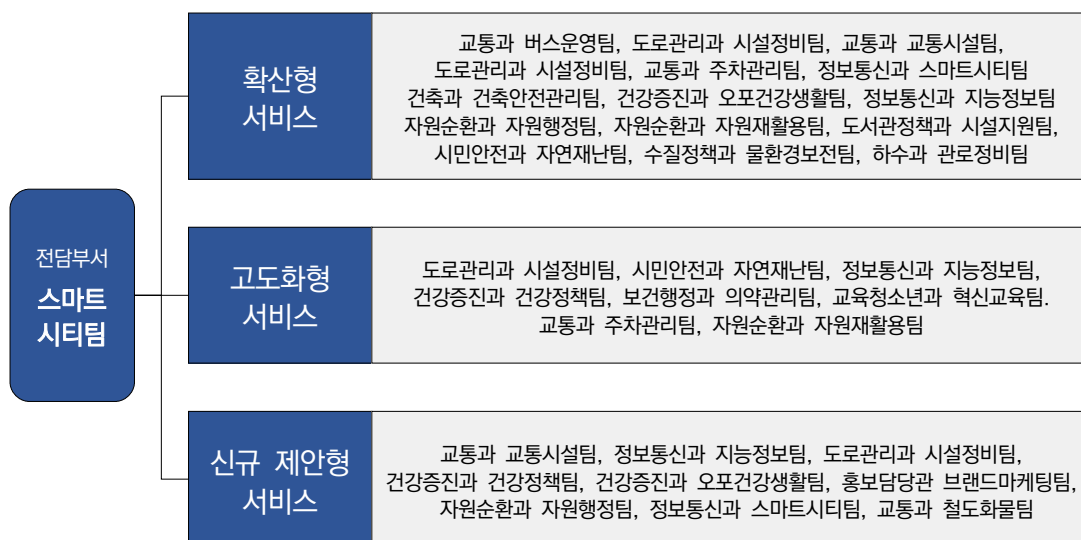 전담부서
스마트
시티팀
확산형
서비스
교통과 버스운영팀, 도로관리과 시설정비팀, 교통과 교통시설팀,
도로관리과 시설정비팀, 교통과 주차관리팀, 정보통신과 스마트시티팀
건축과 건축안전관리팀, 건강증진과 오포건강생활팀, 정보통신과 지능정보팀
자원순환과 자원행정팀, 자원순환과 자원재활용팀, 도서관정책과 시설지원팀,
시민안전과 자연재난팀, 수질정책과 물환경보전팀, 하수과 관로정비팀
고도화형
서비스
도로관리과 시설정비팀, 시민안전과 자연재난팀, 정보통신과 지능정보팀,
건강증진과 건강정책팀, 보건행정과 의약관리팀, 교육청소년과 혁신교육팀.
교통과 주차관리팀, 자원순환과 자원재활용팀
신규 제안형
서비스
교통과 교통시설팀, 정보통신과 지능정보팀, 도로관리과 시설정비팀,
건강증진과 건강정책팀, 건강증진과 오포건강생활팀, 홍보담당관 브랜드마케팅팀,
자원순환과 자원행정팀, 정보통신과 스마트시티팀, 교통과 철도화물팀